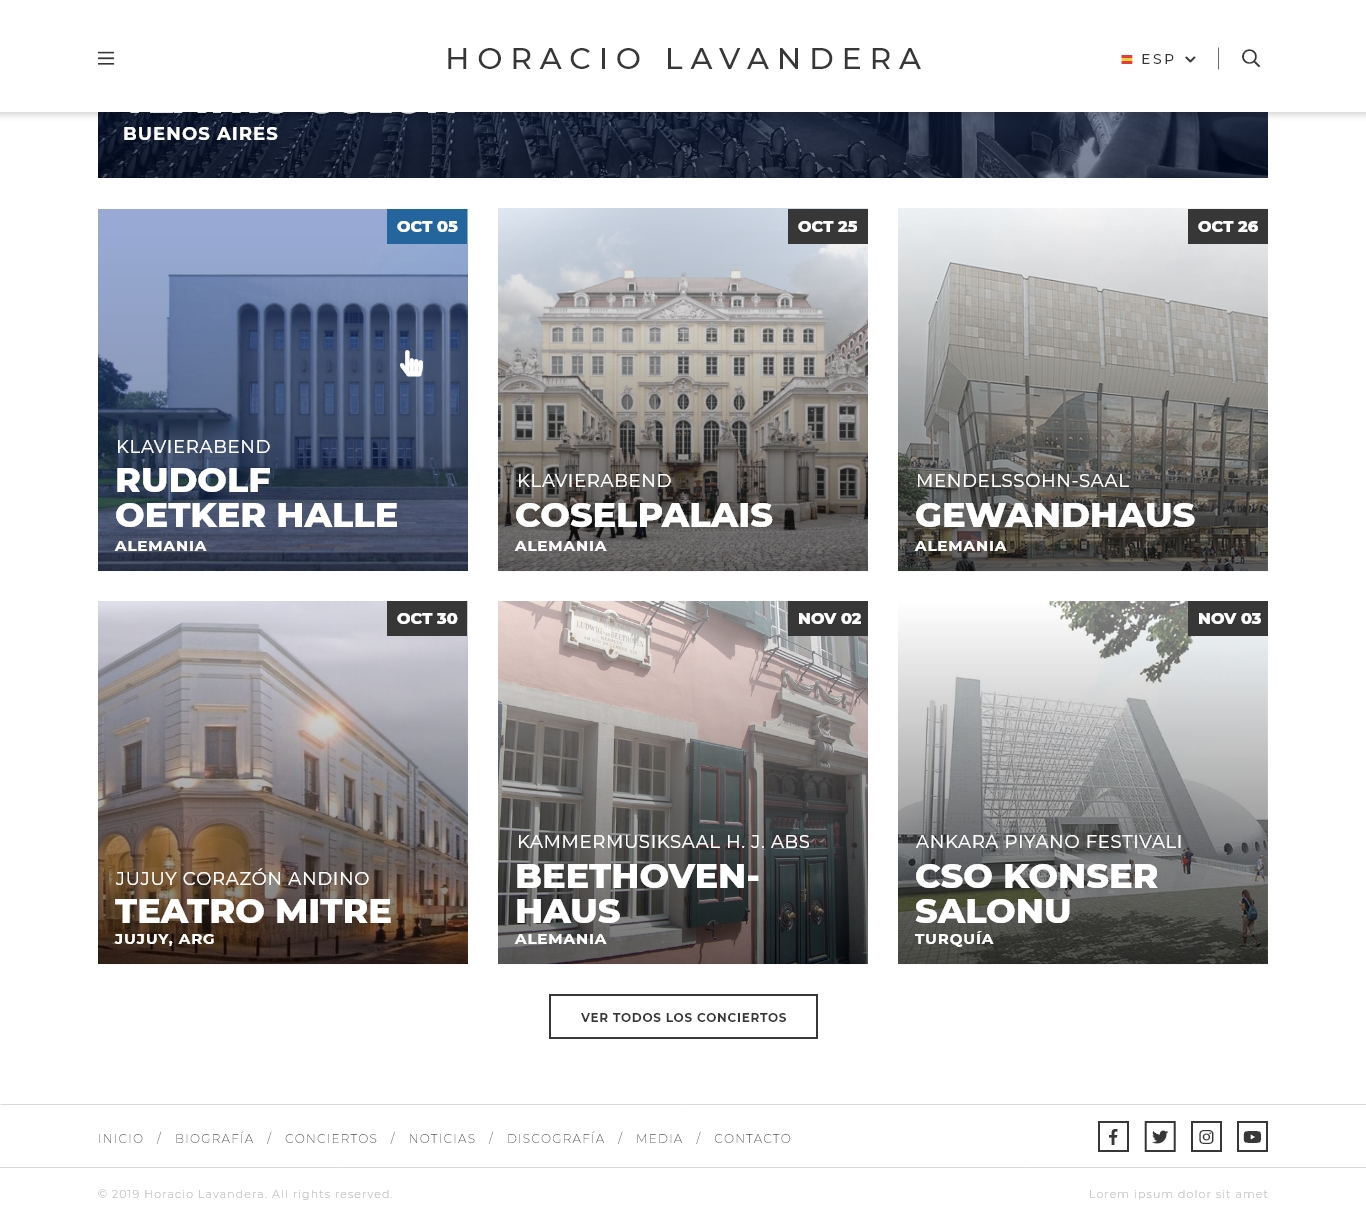 HORACIO LAVANDERA
ESP
BUENOS AIRES
OCT 05
KLAVIERABEND
RUDOLF
OETKER HALLE
ALEMANIA
OCT 25
KLAVIERABEND
COSELPALAIS
ALEMANIA
OCT 26
MENDELSSOHN-SAAL
GEWANDHAUS
ALEMANIA
OCT 30
JUJUY CORAZÓN ANDINO
TEATRO MITRE
JUJUY, ARG
NOV 02
LUDWIG VAN BEETHOVEN
KAMMERMUSIKSAAL H. J. ABS
BEETHOVEN-
HAUS
ALEMANIA
NOV 03
ANKARA PIYANO FESTIVALI
CSO KONSER
SALONU
TURQUÍA
VER TODOS LOS CONCIERTOS
INICIO / BIOGRAFÍA / CONCIERTOS / NOTICIAS / DISCOGRAFÍA / MEDIA / CONTACTO
© 2019 Horacio Lavandera. All rights reserved.
Lorem ipsum dolor sit amet